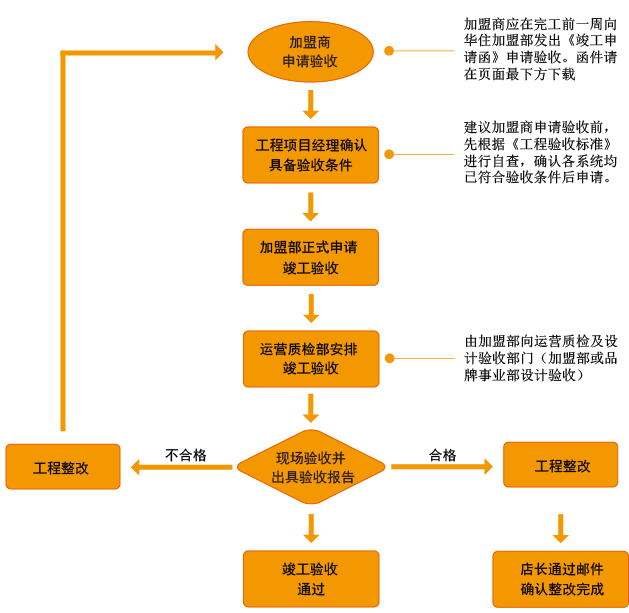 加盟商
申请验收
加盟商应在完工前一周向
华住加盟部发出《竣工申
请函》申请验收。函件请
在页面最下方下载
工程项目经理确认
具备验收条件
建议加盟商申请验收前，
先根据《工程验收标准》
进行自查，确认各系统均
已符合验收条件后申请。
加盟部正式申请
竣工验收
运营质检部安排
竣工验收
由加盟部向运营质检及设
计验收部门（加盟部或品
牌事业部设计验收）
不合格
现场验收并
出具验收报告
合格
工程整改
工程整改
竣工验收
通过
店长通过邮件
确认整改完成